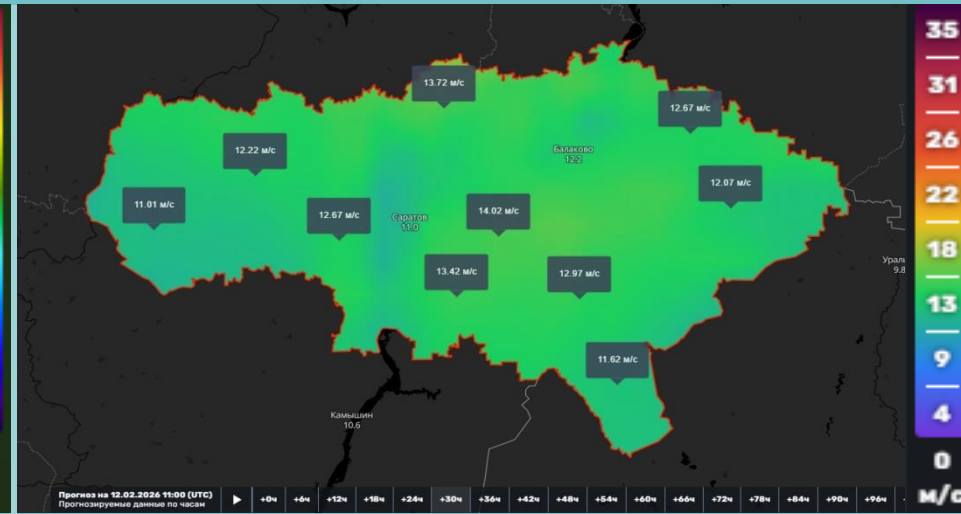 13.72 м/с
12.67 м/с
12.22 м/с
Балаково
12.2
12.07 м/с
11.01 м/с
12.67 м/с
Саратов
11.0
14.02 м/с
13.42 м/с
12.97 м/с
11.62 м/с
9.8
Камышин
10.6
Прогноз на 12.02.2026 11:00 (UTC)
Прогнозируемые данные по часам
+0ч +6ч +12ч +18ч +24ч +30ч +36ч +42ч +48ч +54ч +60ч +66ч +72ч +78ч +84ч +90ч +96ч
35
31
26
22
18
13
9
4
0
м/с